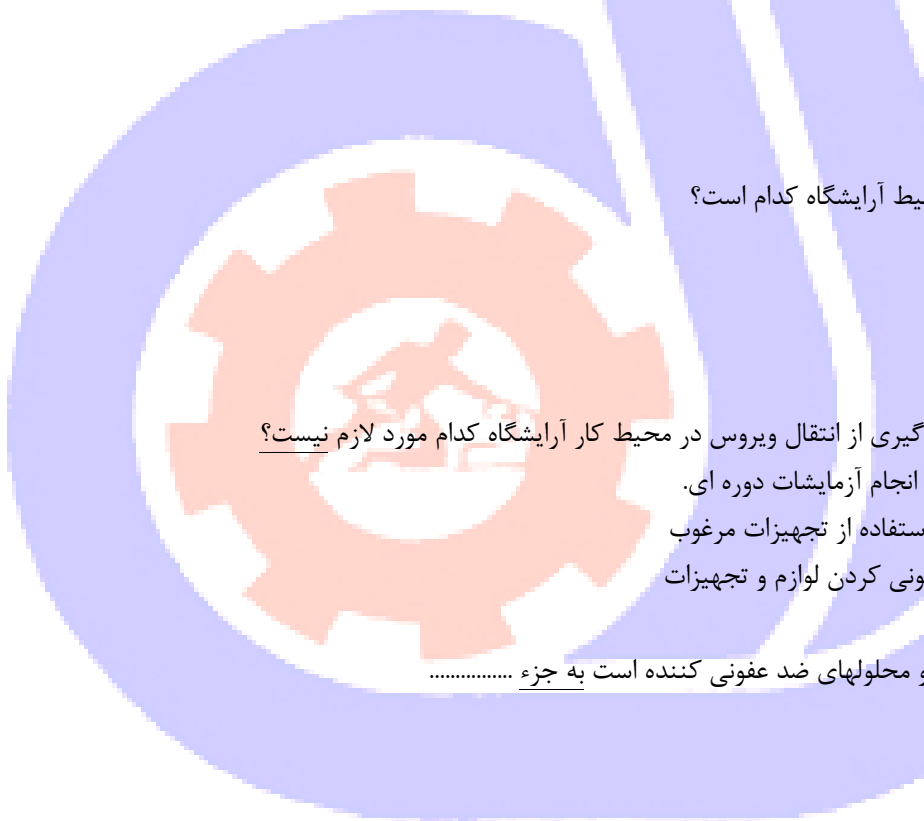 یط آرایشگاه کدام است؟
گیری از انتقال ویروس در محیط کار آرایشگاه کدام مورد لازم نیست؟
انجام آزمایشات دوره ای.
ستفاده از تجهیزات مرغوب
ونی کردن لوازم و تجهیزات
و محلولهای ضد عفونی کننده است به جزء ................